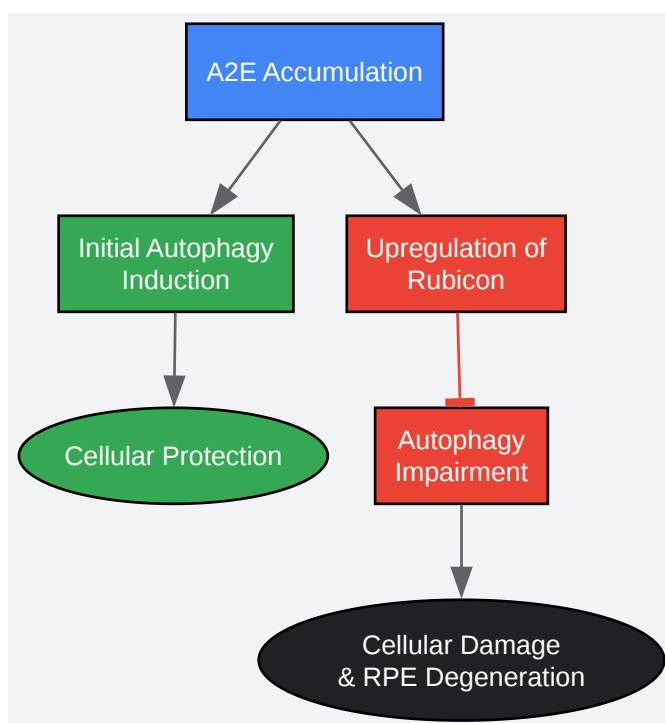 A2E Accumulation
Initial Autophagy
Induction
Upregulation of
Rubicon
Cellular Protection
Autophagy
Impairment
Cellular Damage
& RPE Degeneration